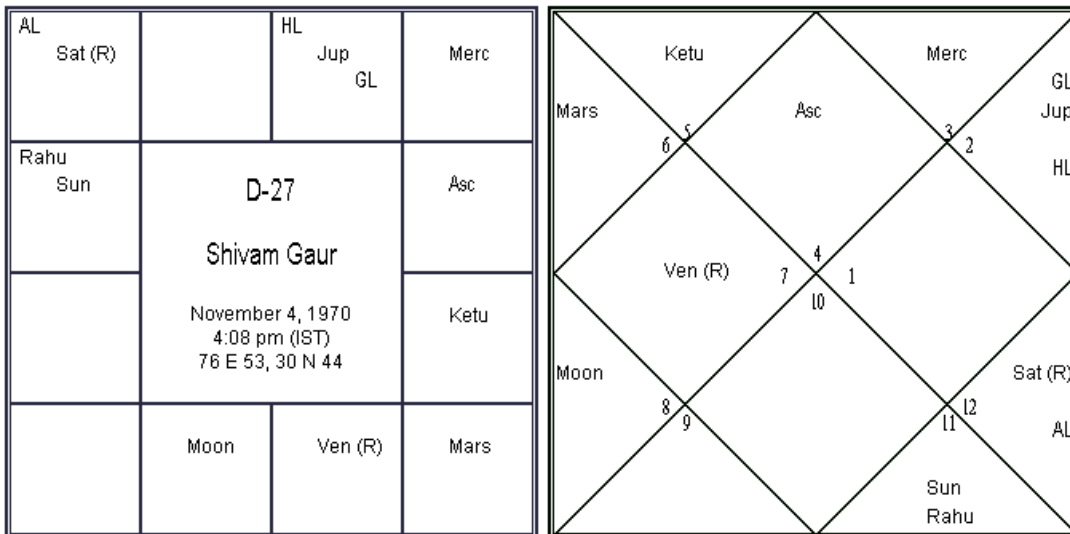 AL
Sat (R)
HL
Jup
GL
Merc
Rahu
Sun
Asc
Ketu
Moon
Ven (R)
Mars
D-27
Shivam Gaur
November 4, 1970
4:08 pm (IST)
76 E 53, 30 N 44
Ketu
Merc
Mars
Asc
GL
Jup
HL
5
6
3
2
Ven (R)
4
7
1
10
Moon
Sat (R)
8
9
12
11
AL
Sun
Rahu